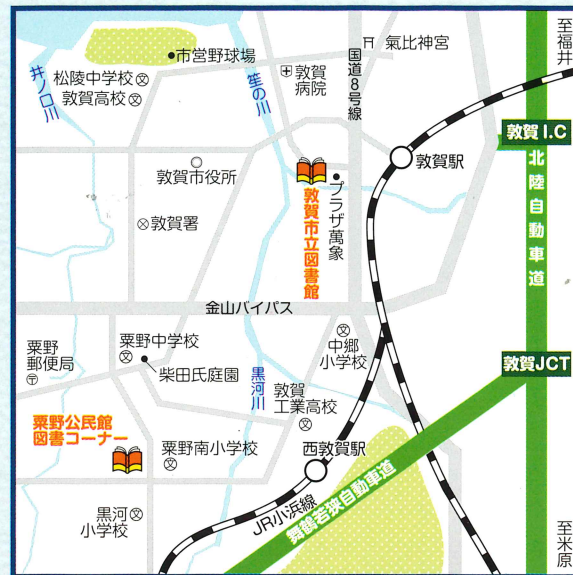 市営野球場
松陵中学校
敦賀高校
井ノ口川
笙の川
敦賀
病院
国道8号線
氣比神宮
至福井
敦賀I.C
北陸自動車道
敦賀駅
敦賀市役所
敦賀市立図書館
プラザ萬象
敦賀署
金山バイパス
粟野
郵便局
粟野中学校
柴田氏庭園
黒河川
中郷
小学校
敦賀JCT
敦賀
工業高校
粟野公民館
図書コーナー
粟野南小学校
西敦賀駅
黒河
小学校
JR小浜線
舞鶴若狭自動車道
至米原